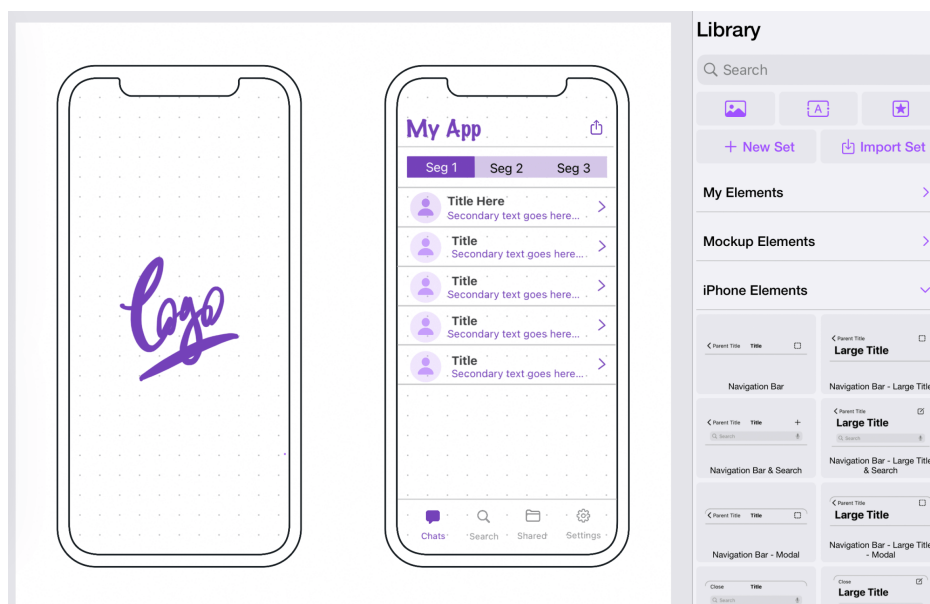 Logo
My App
Seg 1 Seg 2 Seg 3
Title Here
Secondary text goes here...
Title
Secondary text goes here...
Title
Secondary text goes here...
Title
Secondary text goes here...
Title
Secondary text goes here...
Chats Search Shared Settings
Library
Search
A
+ New Set
Import Set
My Elements
Mockup Elements
iPhone Elements
Parent Title Title
Navigation Bar
Parent Title
Large Title
Navigation Bar - Large Title
Parent Title Title +
Search
Navigation Bar & Search
Parent Title
Large Title
Search
Navigation Bar - Large Title
& Search
Parent Title Title
Navigation Bar - Modal
Parent Title
Large Title
Navigation Bar - Large Title
- Modal
Close Title
Search
Close
Large Title